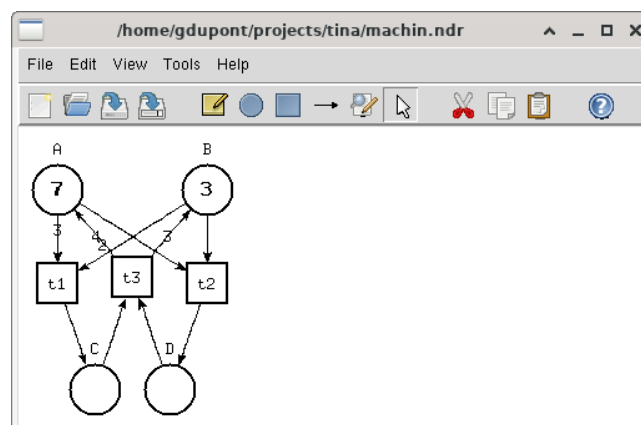 /home/gdupont/projects/tina/machin.ndr
File Edit View Tools Help
A B
7 3
3 4 2 3
t1 t3 t2
C D